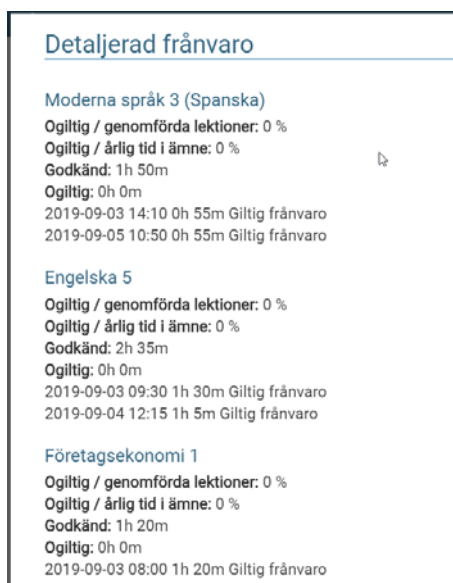 Detaljerad frånvaro
Moderna språk 3 (Spanska)
Ogiltig / genomförda lektioner: 0 %
Ogiltig / årlig tid i ämne: 0 %
Godkänd: 1h 50m
Ogiltig: 0h 0m
2019-09-03 14:10 0h 55m Giltig frånvaro
2019-09-05 10:50 0h 55m Giltig frånvaro
Engelska 5
Ogiltig / genomförda lektioner: 0 %
Ogiltig / årlig tid i ämne: 0 %
Godkänd: 2h 35m
Ogiltig: 0h 0m
2019-09-03 09:30 1h 30m Giltig frånvaro
2019-09-04 12:15 1h 5m Giltig frånvaro
Företagsekonomi 1
Ogiltig / genomförda lektioner: 0 %
Ogiltig / årlig tid i ämne: 0 %
Godkänd: 1h 20m
Ogiltig: 0h 0m
2019-09-03 08:00 1h 20m Giltig frånvaro